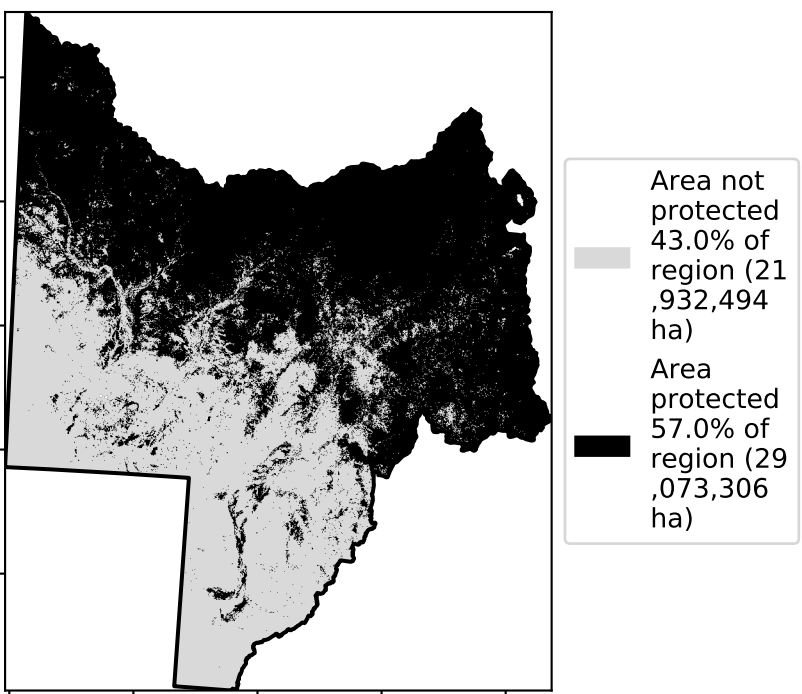 Area not
protected
43.0% of
region (21
,932,494
ha)
Area
protected
57.0% of
region (29
,073,306
ha)